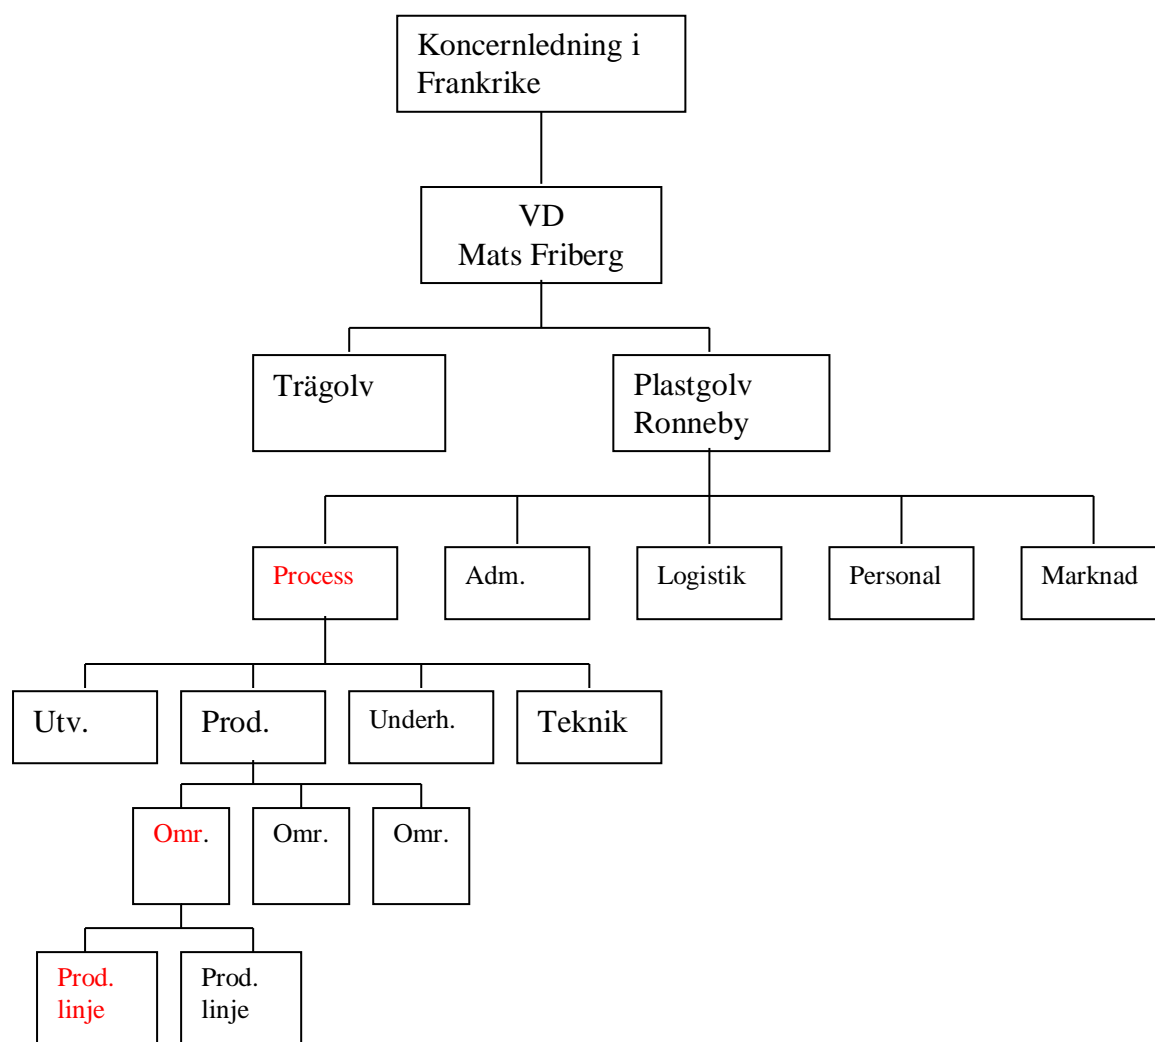 Koncernledning i
Frankrike
VD
Mats Friberg
Trägolv
Plastgolv
Ronneby
Process
Adm.
Logistik
Personal
Marknad
Utv.
Prod.
Underh.
Teknik
Omr.
Omr.
Omr.
Prod.
linje
Prod.
linje